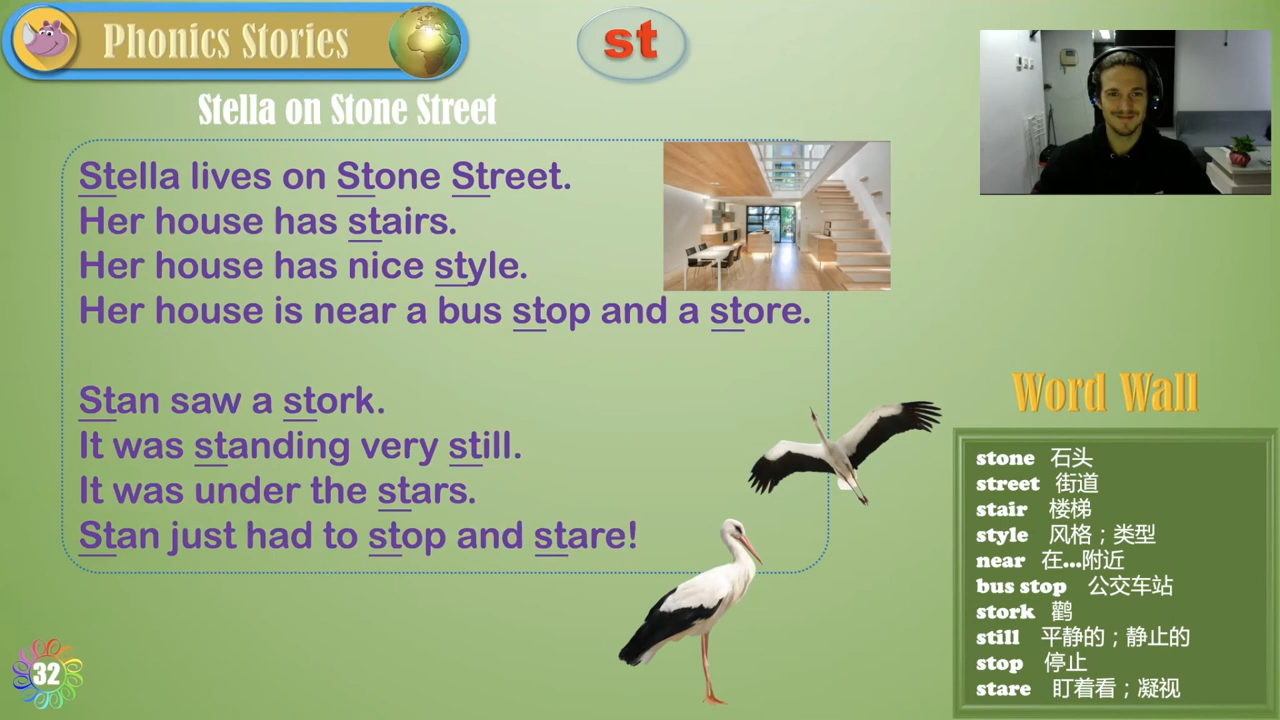 Phonics Stories
st
Stella on Stone Street
Stella lives on Stone Street.
Her house has stairs.
Her house has nice style.
Her house is near a bus stop and a store.
Stan saw a stork.
It was standing very still.
It was under the stars.
Stan just had to stop and stare!
Word Wall
stone 石头
street 街道
stair 楼梯
style 风格；类型
near 在...附近
bus stop 公交车站
stork 鹳
still 平静的；静止的
stop 停止
stare 盯着看；凝视
32